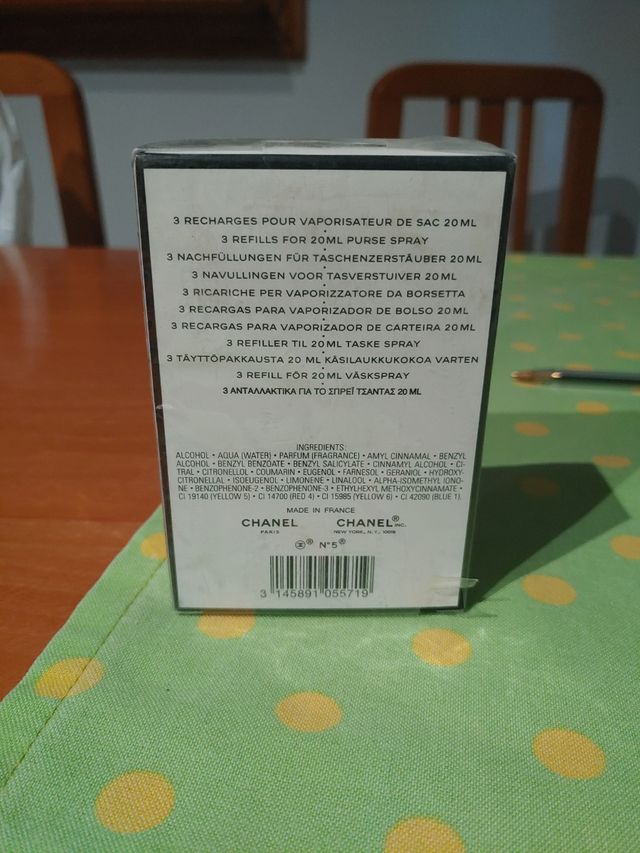 3 RECHARGES POUR VAPORISATEUR DE SAC 20 ML
3 REFILLS FOR 20 ML PURSE SPRAY
3 NACHFÜLLUNGEN FÜR TASCHENZERSTÄUBER 20 ML
3 NAVULLINGEN VOOR TASVERSTUIVER 20 ML
3 RICARICHE PER VAPORIZZATORE DA BORSETTA
3 RECARGAS PARA VAPORIZADOR DE BOLSO 20 ML
3 RECARGAS PARA VAPORIZADOR DE CARTEIRA 20 ML
3 REFILLER TIL 20 ML TASKE SPRAY
3 TÄYTTÖPAKKAUSTA 20 ML KÄSILAUKKUKOKOA VARTEN
3 REFILL FÖR 20 ML VÄSKSPRAY
3 ΑΝΤΑΛΛΑΚΤΙΚΑ ΓΙΑ ΤΟ ΣΠΡΕΪ ΤΣΑΝΤΑΣ 20 ML
INGREDIENTS:
ALCOHOL • AQUA (WATER) • PARFUM (FRAGRANCE) • AMYL CINNAMAL • BENZYL
ALCOHOL • BENZYL BENZOATE • BENZYL SALICYLATE • CINNAMYL ALCOHOL • CI-
TRAL • CITRONELLOL • COUMARIN • EUGENOL • FARNESOL • GERANIOL • HYDROXY-
CITRONELLAL • ISOEUGENOL • LIMONENE • LINALOOL • ALPHA-ISOMETHYL IONO-
NE • BENZOPHENONE-2 • BENZOPHENONE-3 • ETHYLHEXYL METHOXYCINNAMATE •
CI 19140 (YELLOW 5) • CI 14700 (RED 4) • CI 15985 (YELLOW 6) • CI 42090 (BLUE 1).
MADE IN FRANCE
CHANEL CHANEL® INC.
PARIS NEW YORK, N.Y., 10019
® N°5®
3 145891 055719